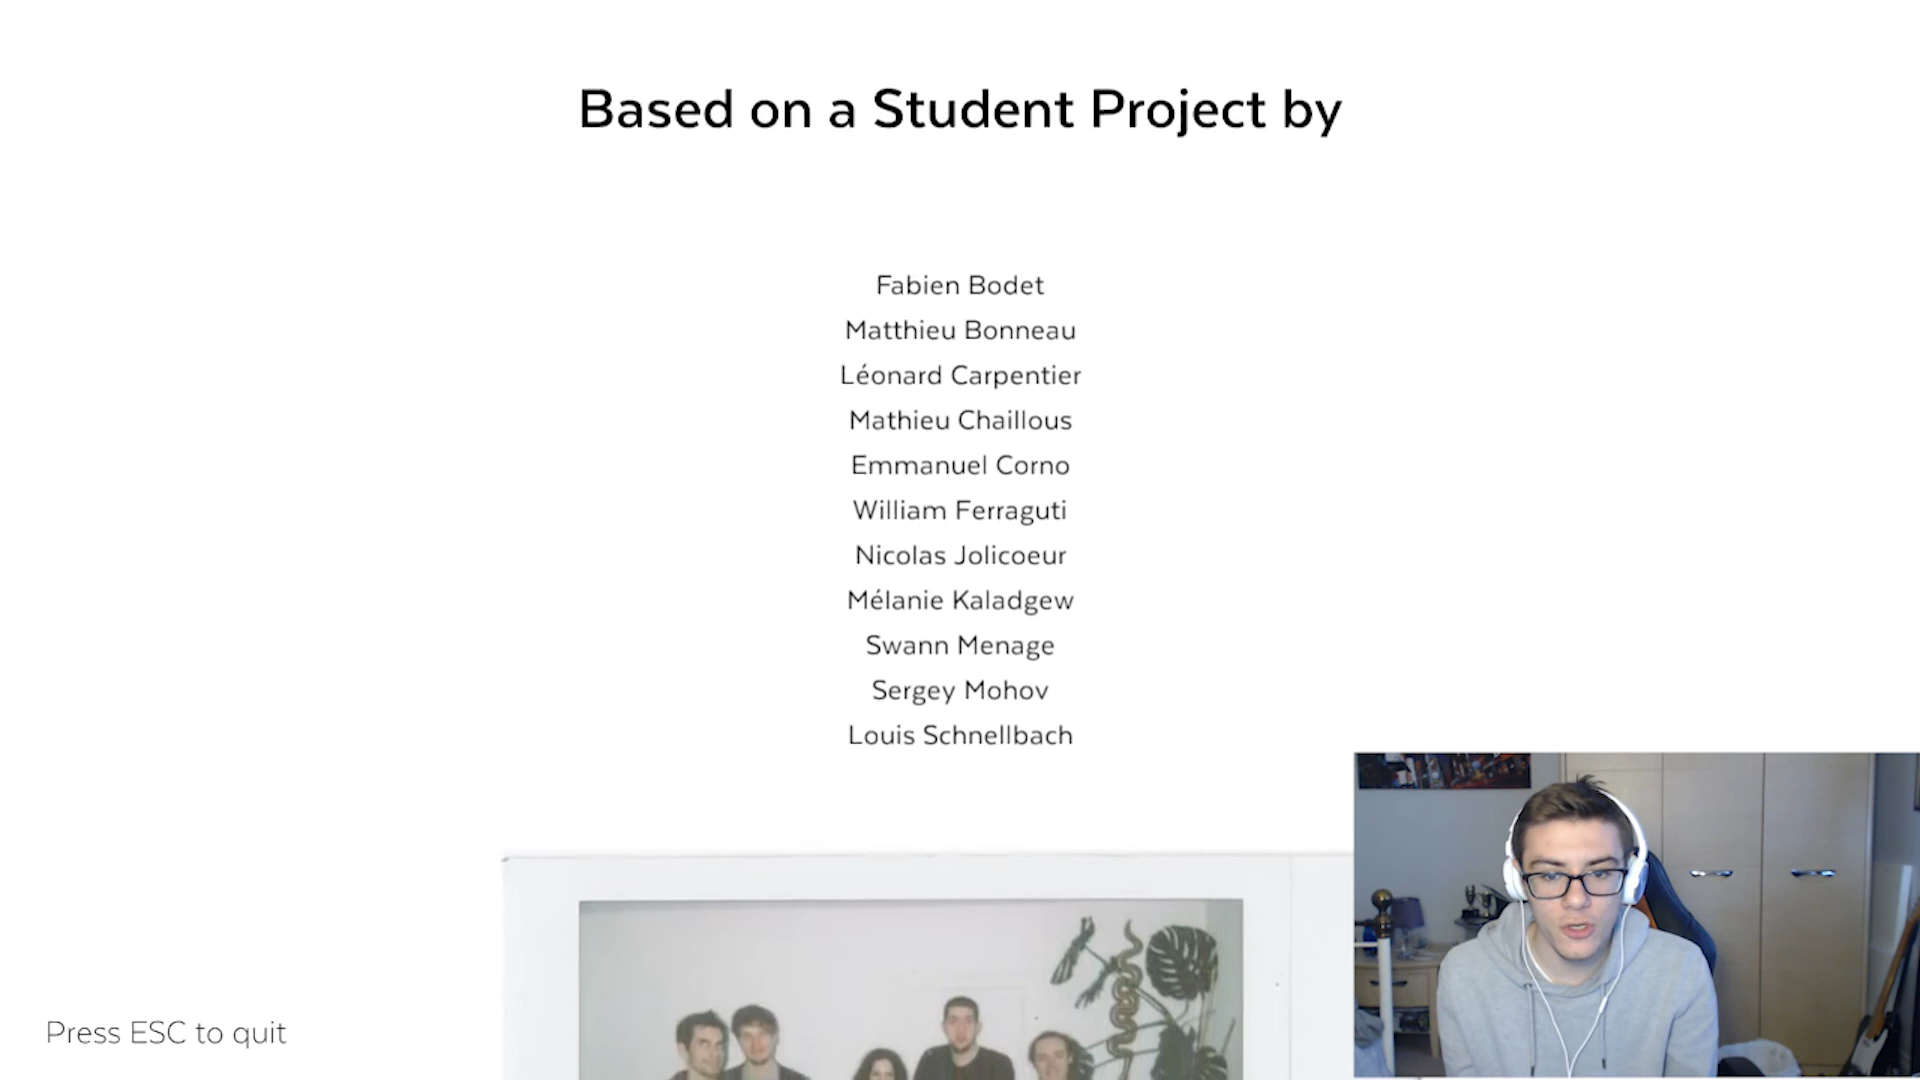 Based on a Student Project by
Fabien Bodet
Matthieu Bonneau
Léonard Carpentier
Mathieu Chaillous
Emmanuel Corno
William Ferraguti
Nicolas Jolicoeur
Mélanie Kaladgew
Swann Menage
Sergey Mohov
Louis Schnellbach
Press ESC to quit